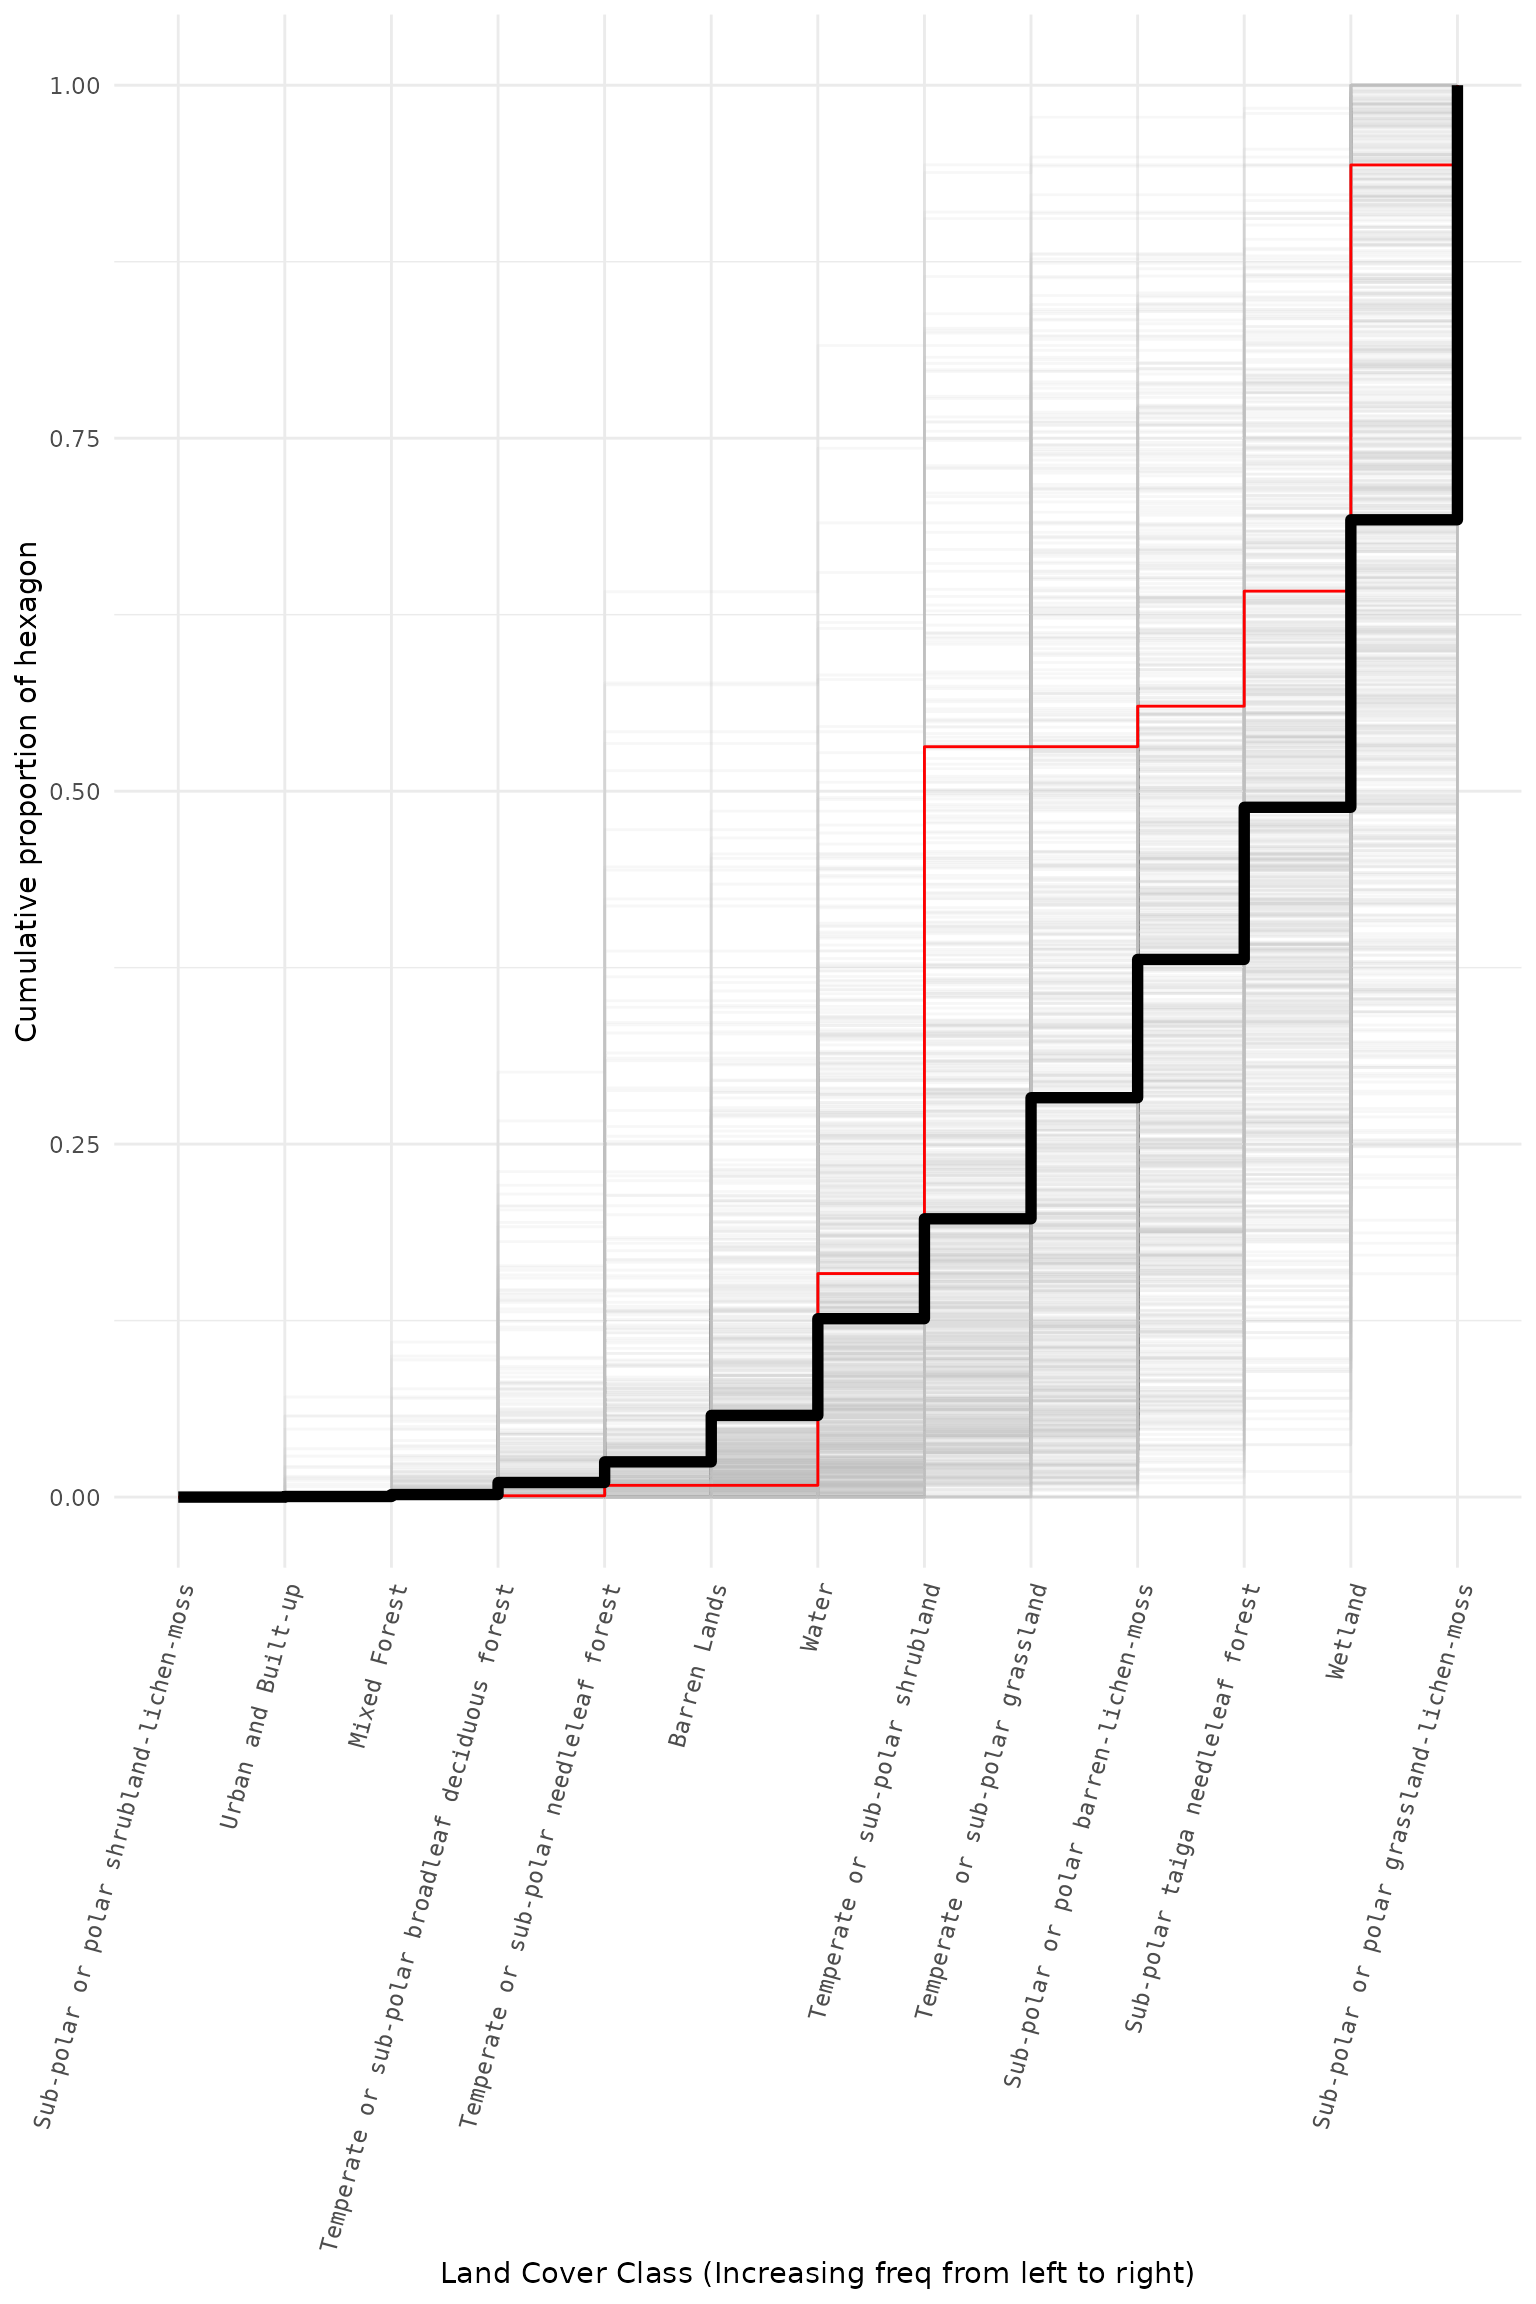 1.00
0.75
0.50
0.25
0.00
Cumulative proportion of hexagon
Sub-polar or polar shrubland-lichen-moss
Urban and Built-up
Mixed Forest
Temperate or sub-polar broadleaf deciduous forest
Temperate or sub-polar needleleaf forest
Barren Lands
Water
Temperate or sub-polar shrubland
Temperate or sub-polar grassland
Sub-polar or polar barren-lichen-moss
Sub-polar taiga needleleaf forest
Wetland
Sub-polar or polar grassland-lichen-moss
Land Cover Class (Increasing freq from left to right)